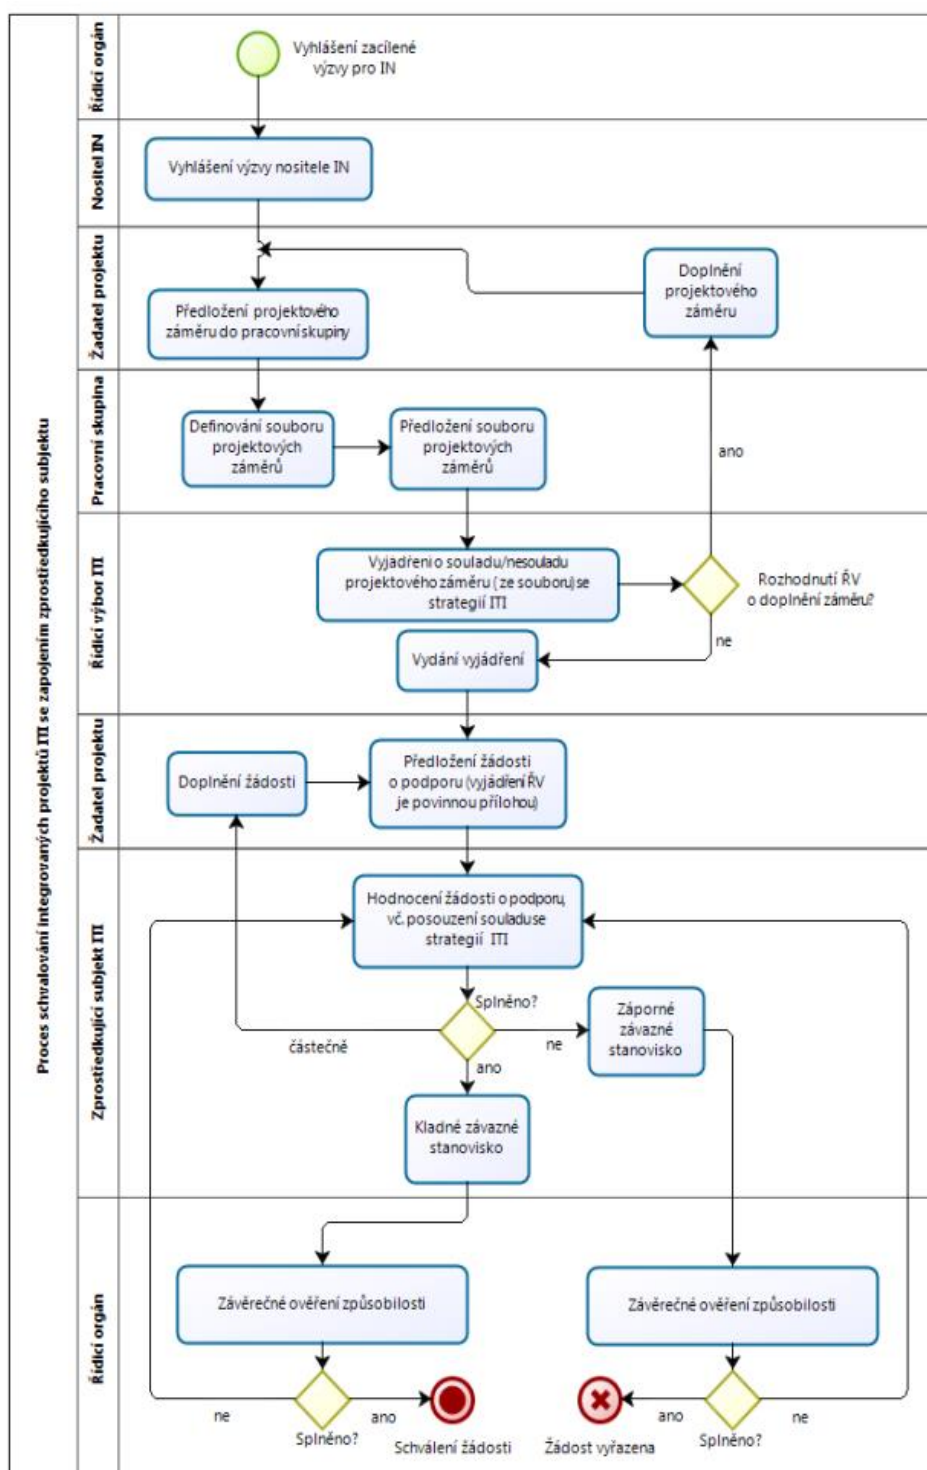 Proces schvalování integrovaných projektů ITI se zapojením zprostředkujícího subjektu
Řídicí orgán
Vyhlášení zacílené
výzvy pro IN
Nositel IN
Vyhlášení výzvy nositele IN
Žadatel projektu
Předložení projektového
záměru do pracovní skupiny
Doplnění
projektového
záměru
Pracovní skupina
Definování souboru
projektových
záměrů
Předložení souboru
projektových
záměrů
ano
Řídicí výbor ITI
Vyjádření o souladu/nesouladu
projektového záměru ( ze souboru) se
strategií ITI
Rozhodnutí ŘV
o doplnění záměru?
ne
Vydání vyjádření
Žadatel projektu
Doplnění žádosti
Předložení žádosti
o podporu (vyjádření ŘV
je povinnou přílohou)
Zprostředkující subjekt ITI
Hodnocení žádosti o podporu,
vč. posouzení souladu se
strategií ITI
Splněno?
částečně
ne
ano
Záporné
závazné
stanovisko
Kladné závazné
stanovisko
Řídicí orgán
Závěrečné ověření způsobilosti
Závěrečné ověření způsobilosti
ne
ano
Splněno?
Schválení žádosti
ano
ne
Splněno?
Žádost vyřazena